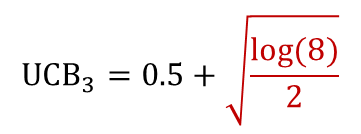 UCB₃ = 0.5 + √(log(8)/2)